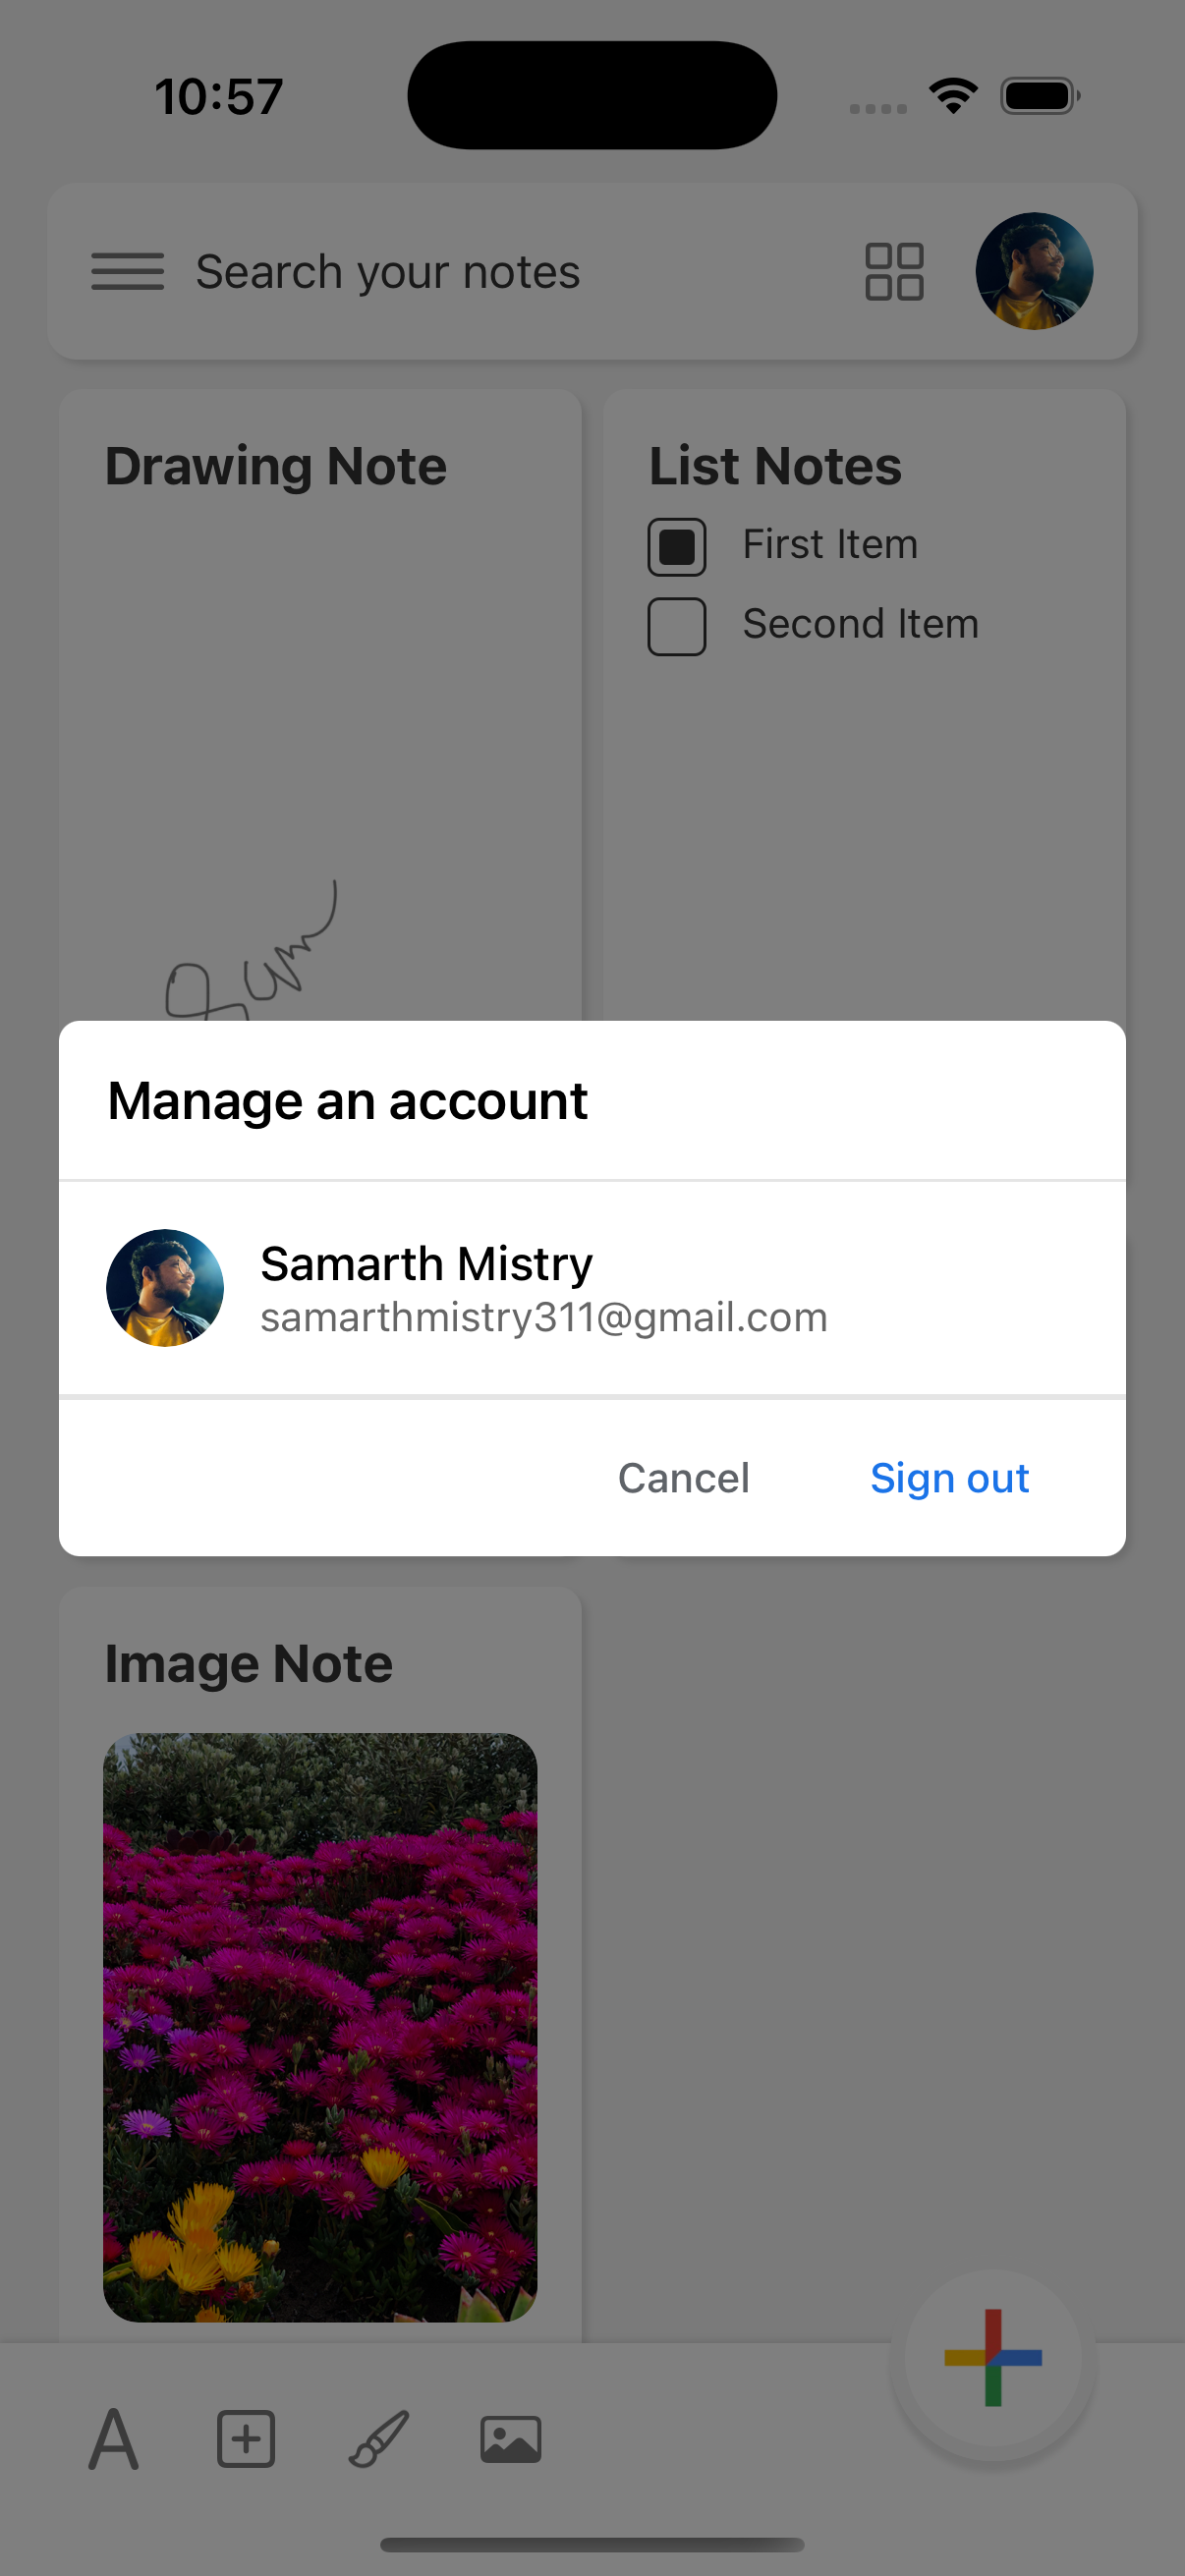 10:57
Search your notes
Drawing Note
List Notes
First Item
Second Item
Sam
Manage an account
Samarth Mistry
samarthmistry311@gmail.com
Cancel
Sign out
Image Note
A